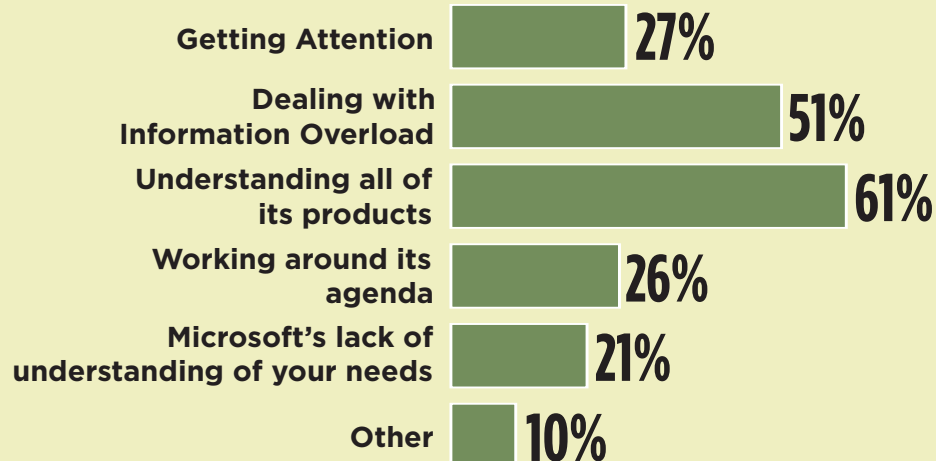 Getting Attention
27%
Dealing with
Information Overload
51%
Understanding all of
its products
61%
Working around its
agenda
26%
Microsoft’s lack of
understanding of your needs
21%
Other
10%